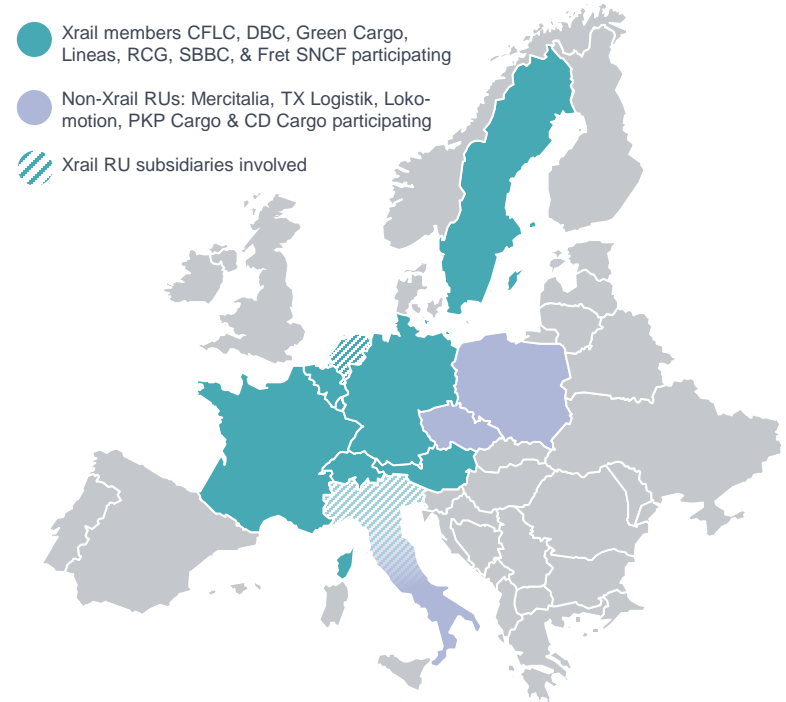 Xrail members CFLC, DBC, Green Cargo,
Lineas, RCG, SBBC, & Fret SNCF participating
Non-Xrail RUs: Mercitalia, TX Logistik, Loko-
motion, PKP Cargo & CD Cargo participating
Xrail RU subsidiaries involved